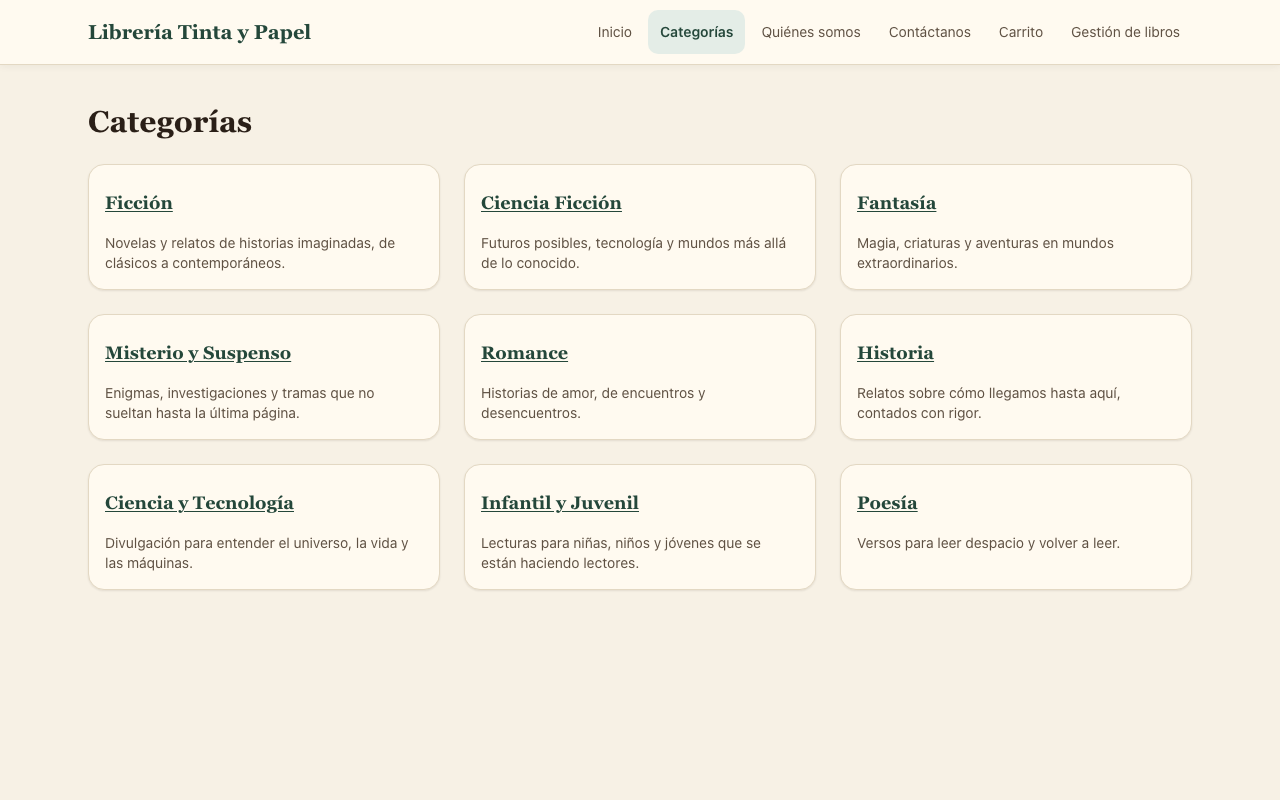 Librería Tinta y Papel
Inicio
Categorías
Quiénes somos
Contáctanos
Carrito
Gestión de libros
Categorías
Ficción
Novelas y relatos de historias imaginadas, de
clásicos a contemporáneos.
Ciencia Ficción
Futuros posibles, tecnología y mundos más allá
de lo conocido.
Fantasía
Magia, criaturas y aventuras en mundos
extraordinarios.
Misterio y Suspenso
Enigmas, investigaciones y tramas que no
sueltan hasta la última página.
Romance
Historias de amor, de encuentros y
desencuentros.
Historia
Relatos sobre cómo llegamos hasta aquí,
contados con rigor.
Ciencia y Tecnología
Divulgación para entender el universo, la vida y
las máquinas.
Infantil y Juvenil
Lecturas para niñas, niños y jóvenes que se
están haciendo lectores.
Poesía
Versos para leer despacio y volver a leer.